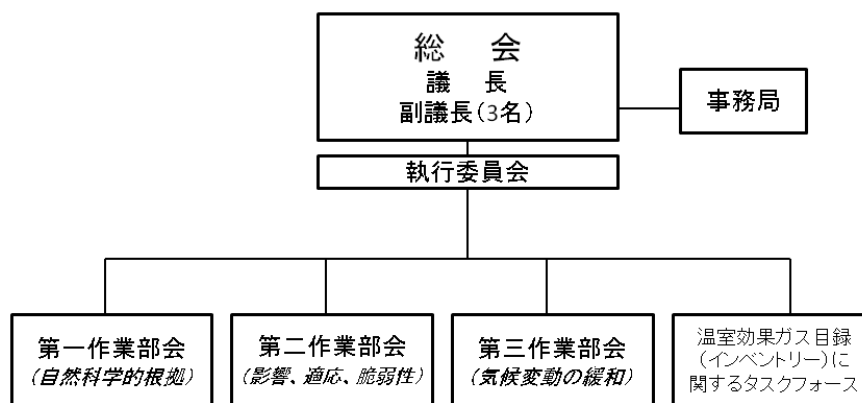 総　会
議　長
副議長(3名)
事務局
執行委員会
第一作業部会
(自然科学的根拠)
第二作業部会
(影響、適応、脆弱性)
第三作業部会
(気候変動の緩和)
温室効果ガス目録
(インベントリー)に
関するタスクフォース